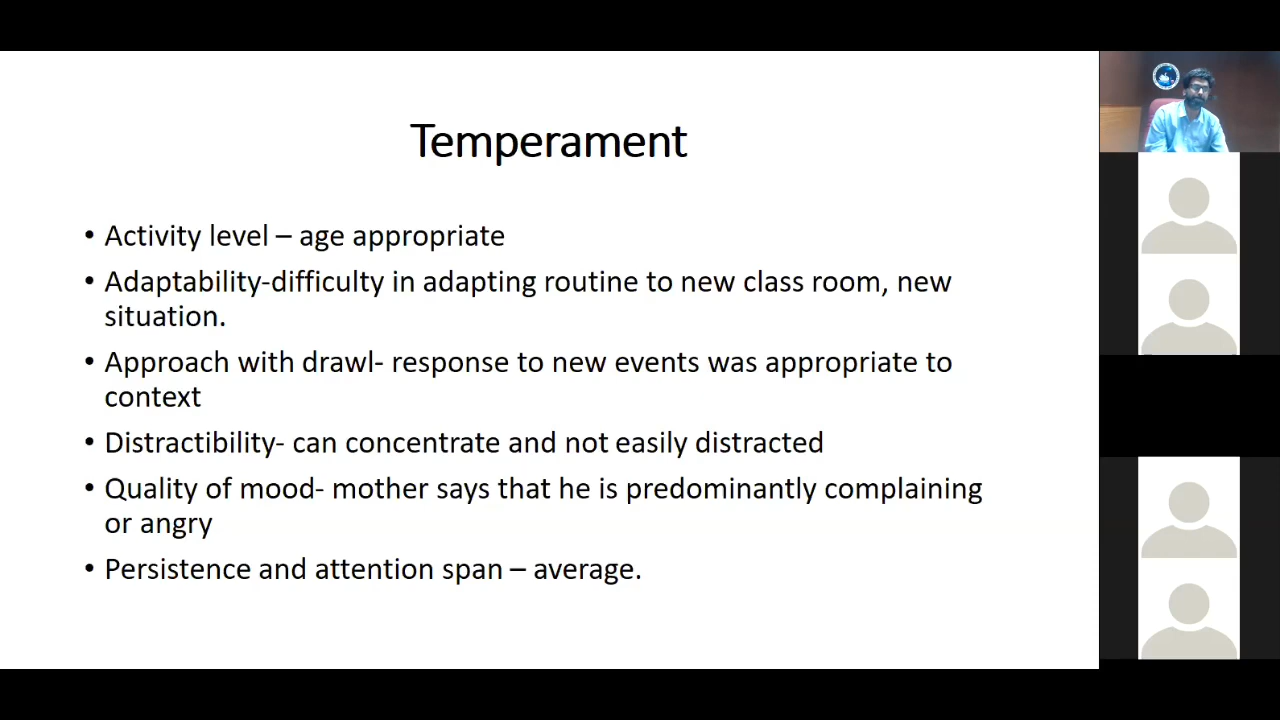 Temperament
• Activity level – age appropriate
• Adaptability-difficulty in adapting routine to new class room, new
situation.
• Approach with drawl- response to new events was appropriate to
context
• Distractibility- can concentrate and not easily distracted
• Quality of mood- mother says that he is predominantly complaining
or angry
• Persistence and attention span – average.